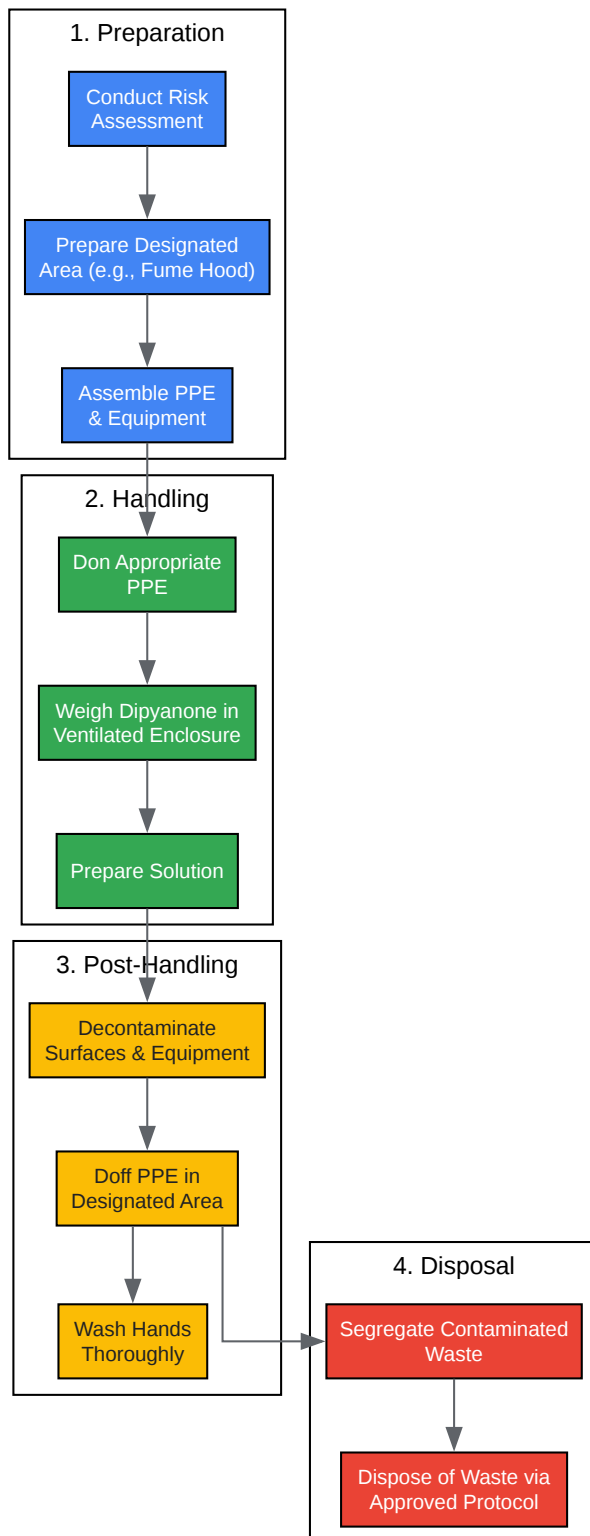 1. Preparation
Conduct Risk
Assessment
Prepare Designated
Area (e.g., Fume Hood)
Assemble PPE
& Equipment
2. Handling
Don Appropriate
PPE
Weigh Dipyanone in
Ventilated Enclosure
Prepare Solution
3. Post-Handling
Decontaminate
Surfaces & Equipment
Doff PPE in
Designated Area
Wash Hands
Thoroughly
4. Disposal
Segregate Contaminated
Waste
Dispose of Waste via
Approved Protocol